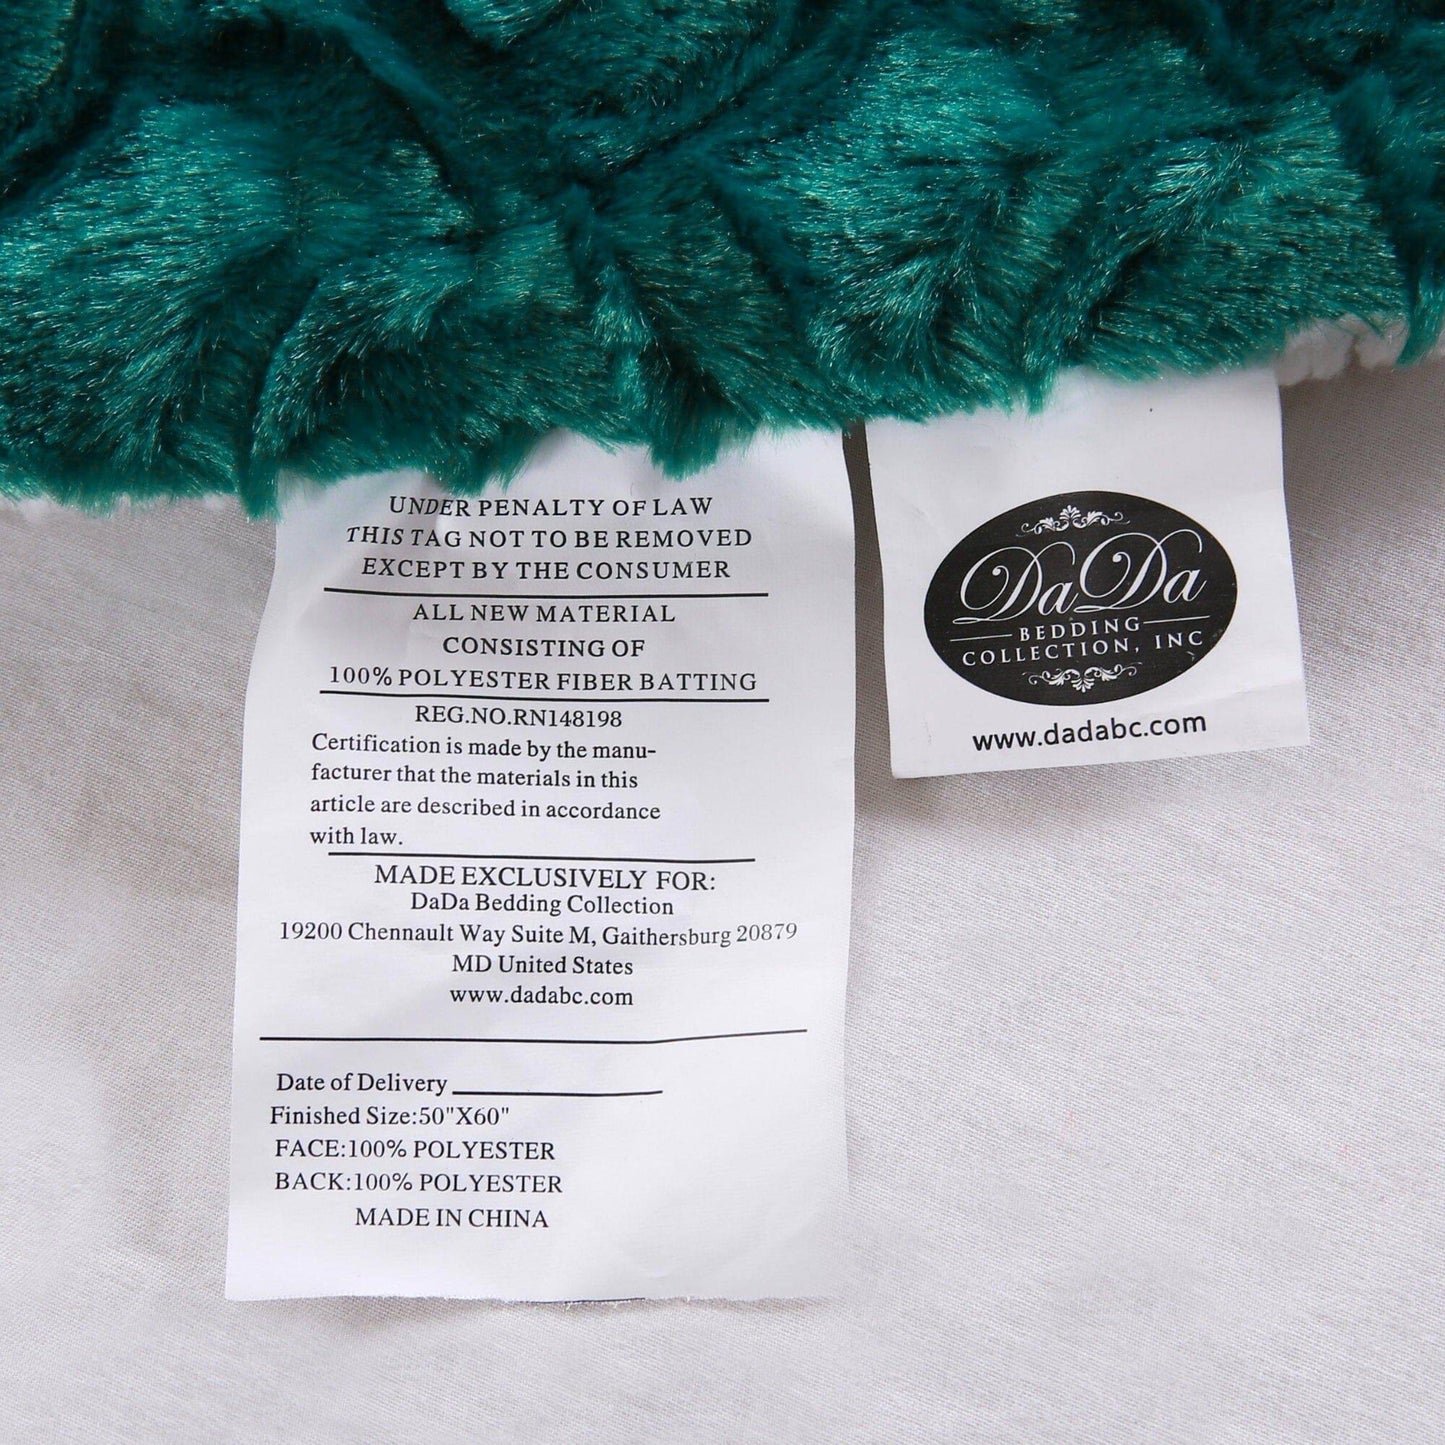 UNDER PENALTY OF LAW
THIS TAG NOT TO BE REMOVED
EXCEPT BY THE CONSUMER
ALL NEW MATERIAL
CONSISTING OF
100% POLYESTER FIBER BATTING
REG.NO.RN148198
Certification is made by the manu-
facturer that the materials in this
article are described in accordance
with law.
MADE EXCLUSIVELY FOR:
DaDa Bedding Collection
19200 Chennault Way Suite M, Gaithersburg 20879
MD United States
www.dadabc.com
Date of Delivery
Finished Size:50"X60"
FACE:100% POLYESTER
BACK:100% POLYESTER
MADE IN CHINA
DaDa
BEDDING
COLLECTION, INC
www.dadabc.com